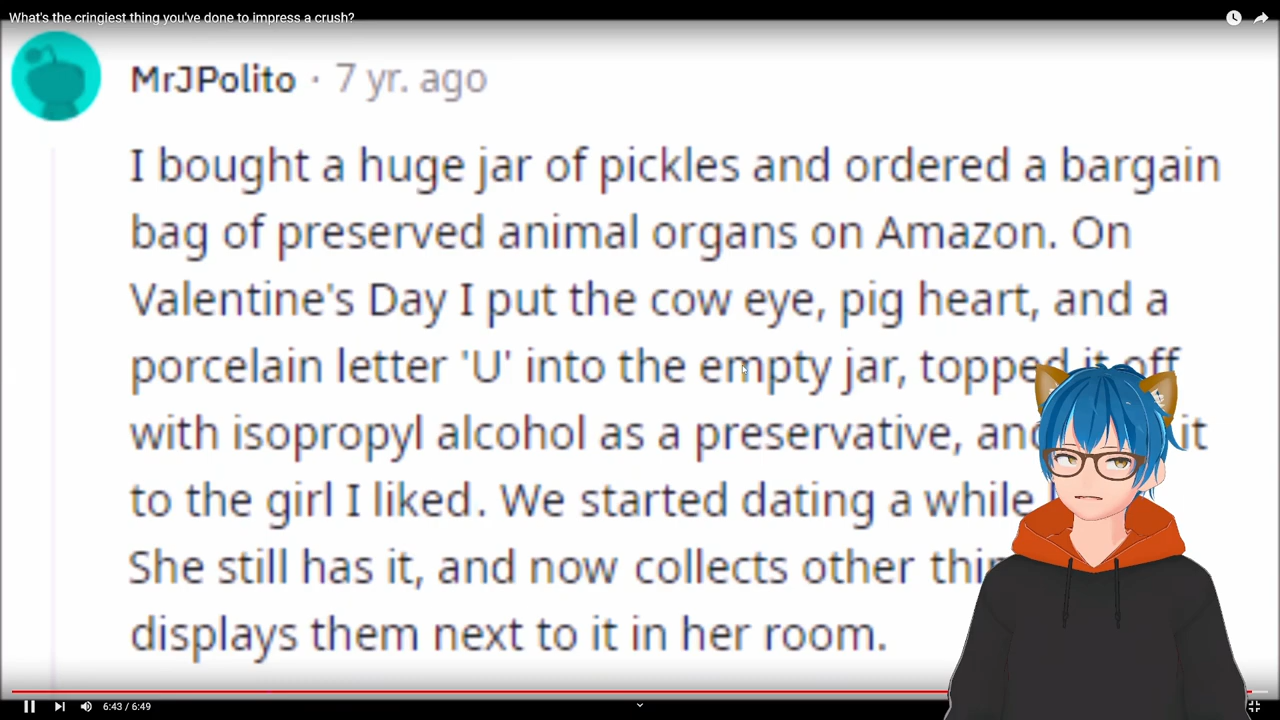 What's the cringiest thing you've done to impress a crush?
MrJPolito · 7 yr. ago
I bought a huge jar of pickles and ordered a bargain
bag of preserved animal organs on Amazon. On
Valentine's Day I put the cow eye, pig heart, and a
porcelain letter 'U' into the empty jar, topped it off
with isopropyl alcohol as a preservative, it
to the girl I liked. We started dating a while
She still has it, and now collects other
displays them next to it in her room.
6:43 / 6:49